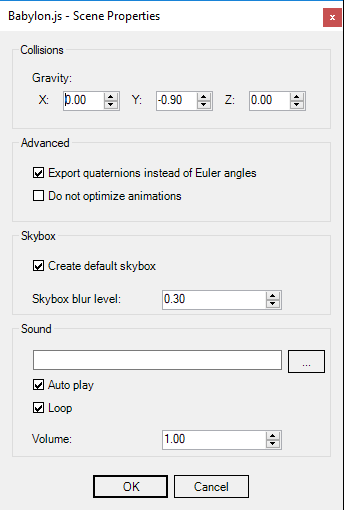 Babylon.js - Scene Properties
x
Collisions
Gravity:
X: 0.00 Y: -0.90 Z: 0.00
Advanced
Export quaternions instead of Euler angles
Do not optimize animations
Skybox
Create default skybox
Skybox blur level: 0.30
Sound
...
Auto play
Loop
Volume: 1.00
OK Cancel